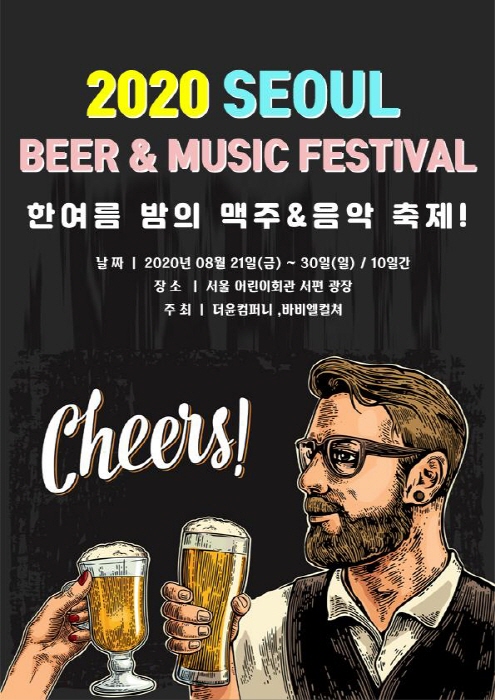 2020 SEOUL
BEER & MUSIC FESTIVAL
한여름 밤의 맥주&음악 축제!
날 짜 | 2020년 08월 21일(금) ~ 30일(일) / 10일간
장 소 | 서울 어린이회관 서편 광장
주 최 | 더윤컴퍼니 ,바비엘컬쳐
Cheers!